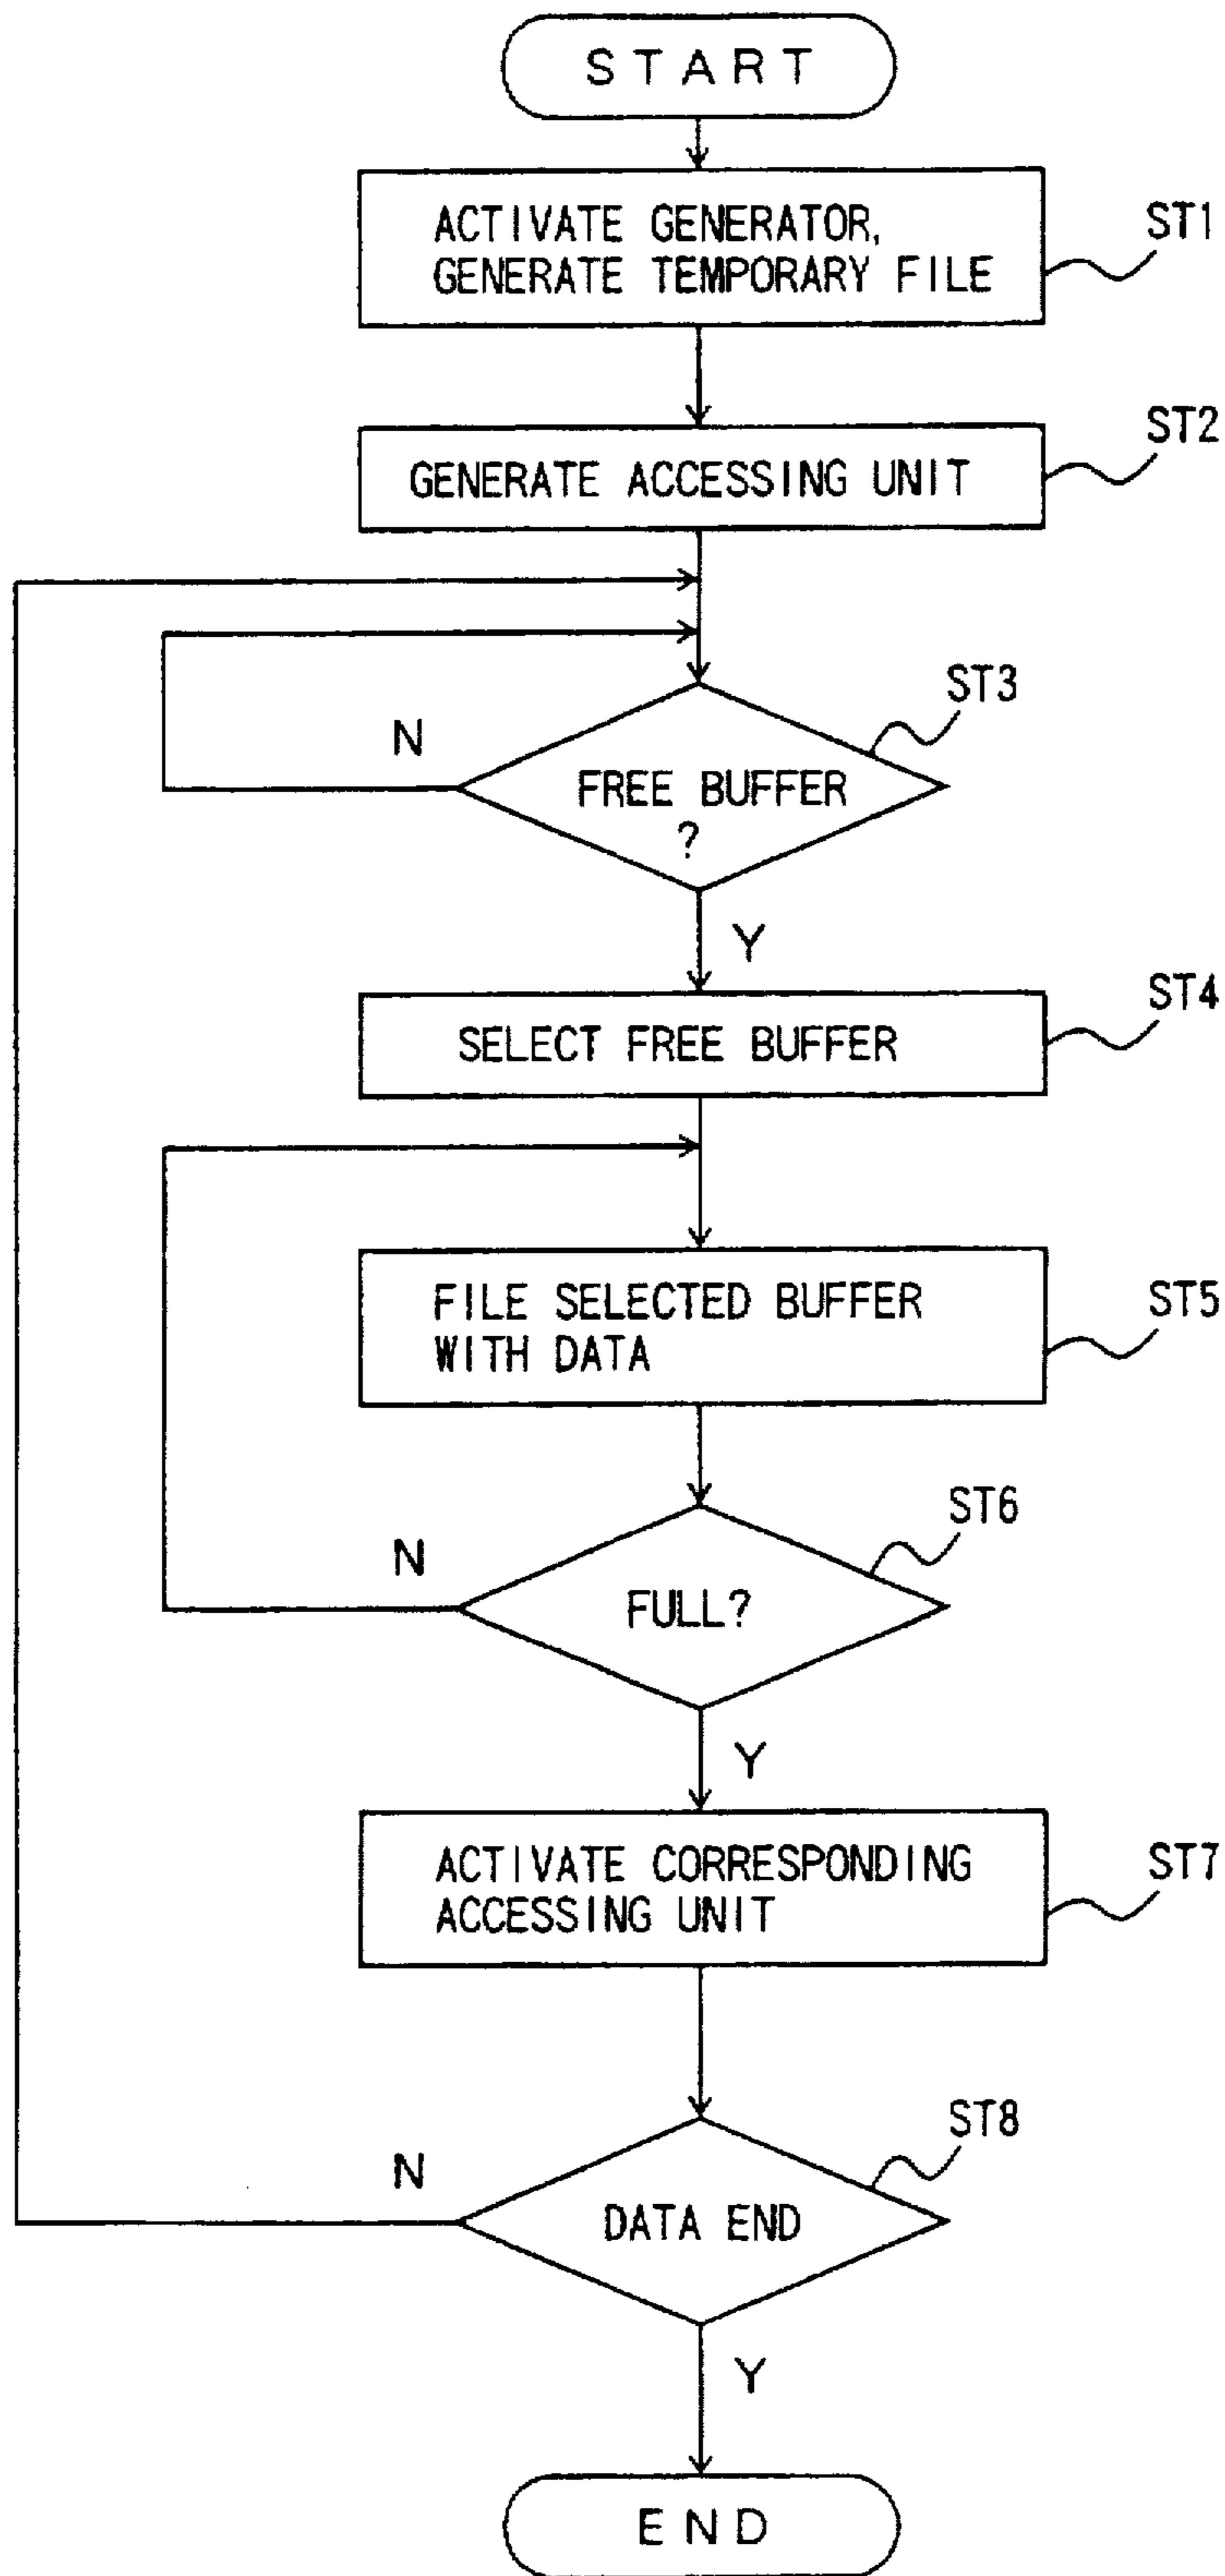 START
ACTIVATE GENERATOR,
GENERATE TEMPORARY FILE
ST1
GENERATE ACCESSING UNIT
ST2
FREE BUFFER
?
ST3
N
Y
SELECT FREE BUFFER
ST4
FILE SELECTED BUFFER
WITH DATA
ST5
FULL?
ST6
N
Y
ACTIVATE CORRESPONDING
ACCESSING UNIT
ST7
DATA END
ST8
N
Y
END